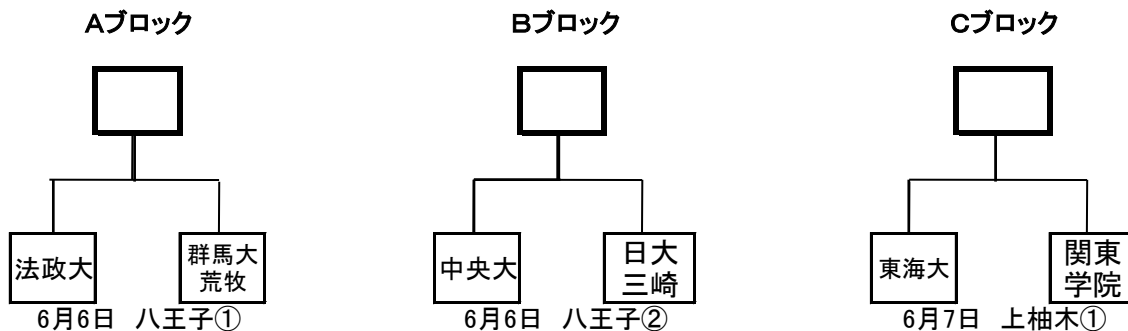 Aブロック
Bブロック
Cブロック
法政大
群馬大
荒牧
中央大
日大
三崎
東海大
関東
学院
6月6日 八王子①
6月6日 八王子②
6月7日 上柚木①